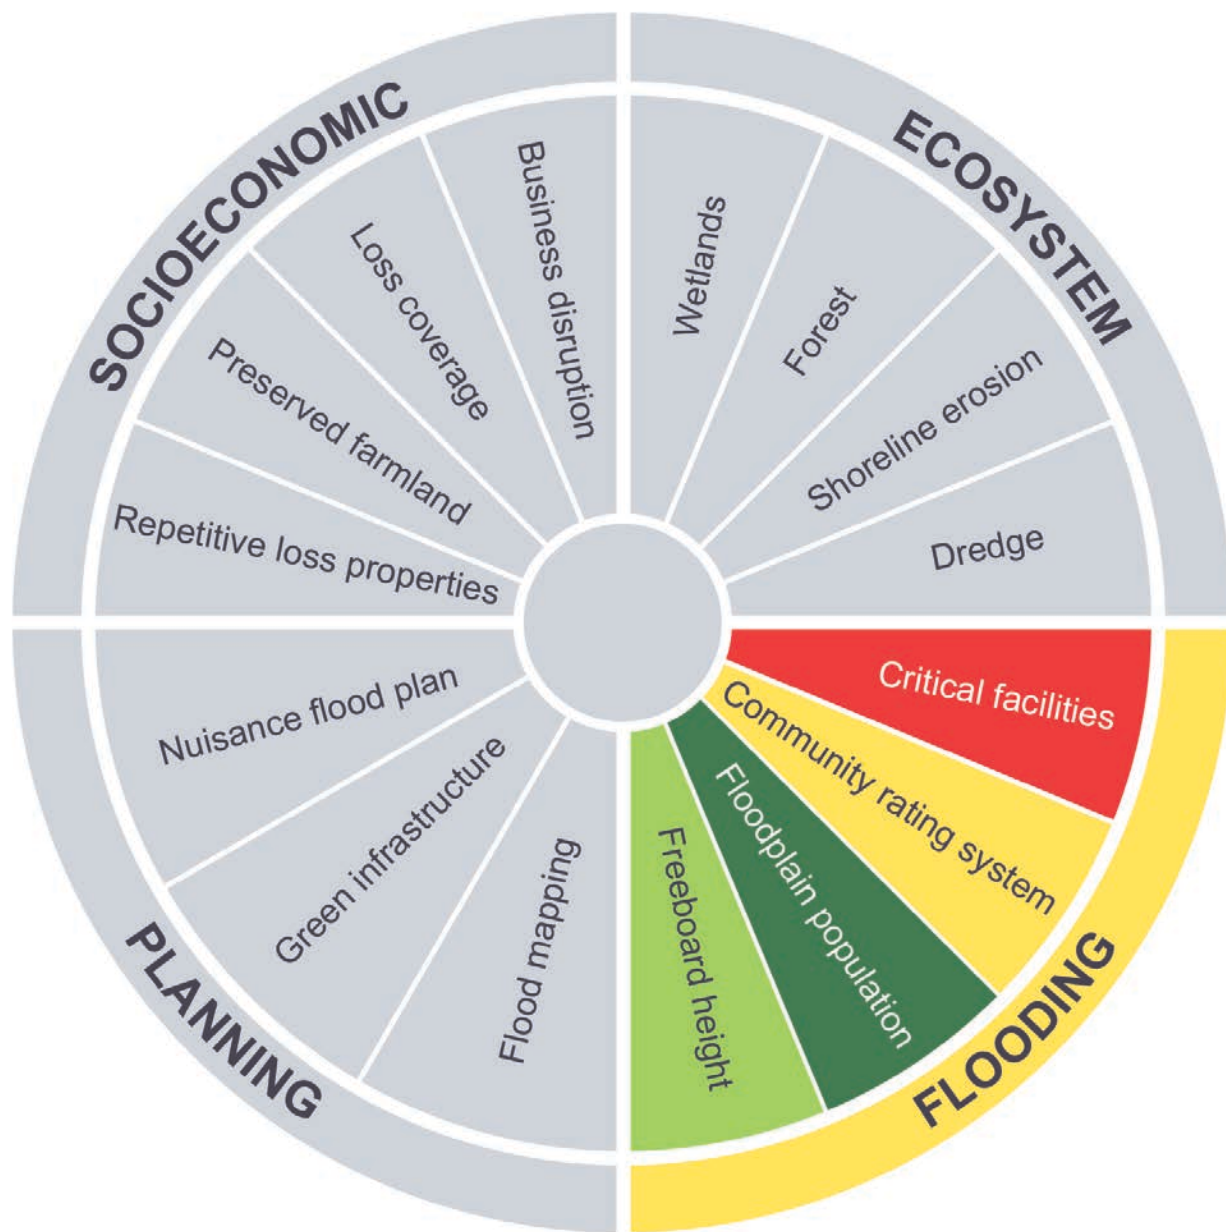 SOCIOECONOMIC
Repetitive loss properties
Preserved farmland
Loss coverage
Business disruption
ECOSYSTEM
Wetlands
Forest
Shoreline erosion
Dredge
FLOODING
Critical facilities
Community rating system
Floodplain population
Freeboard height
PLANNING
Nuisance flood plan
Green infrastructure
Flood mapping